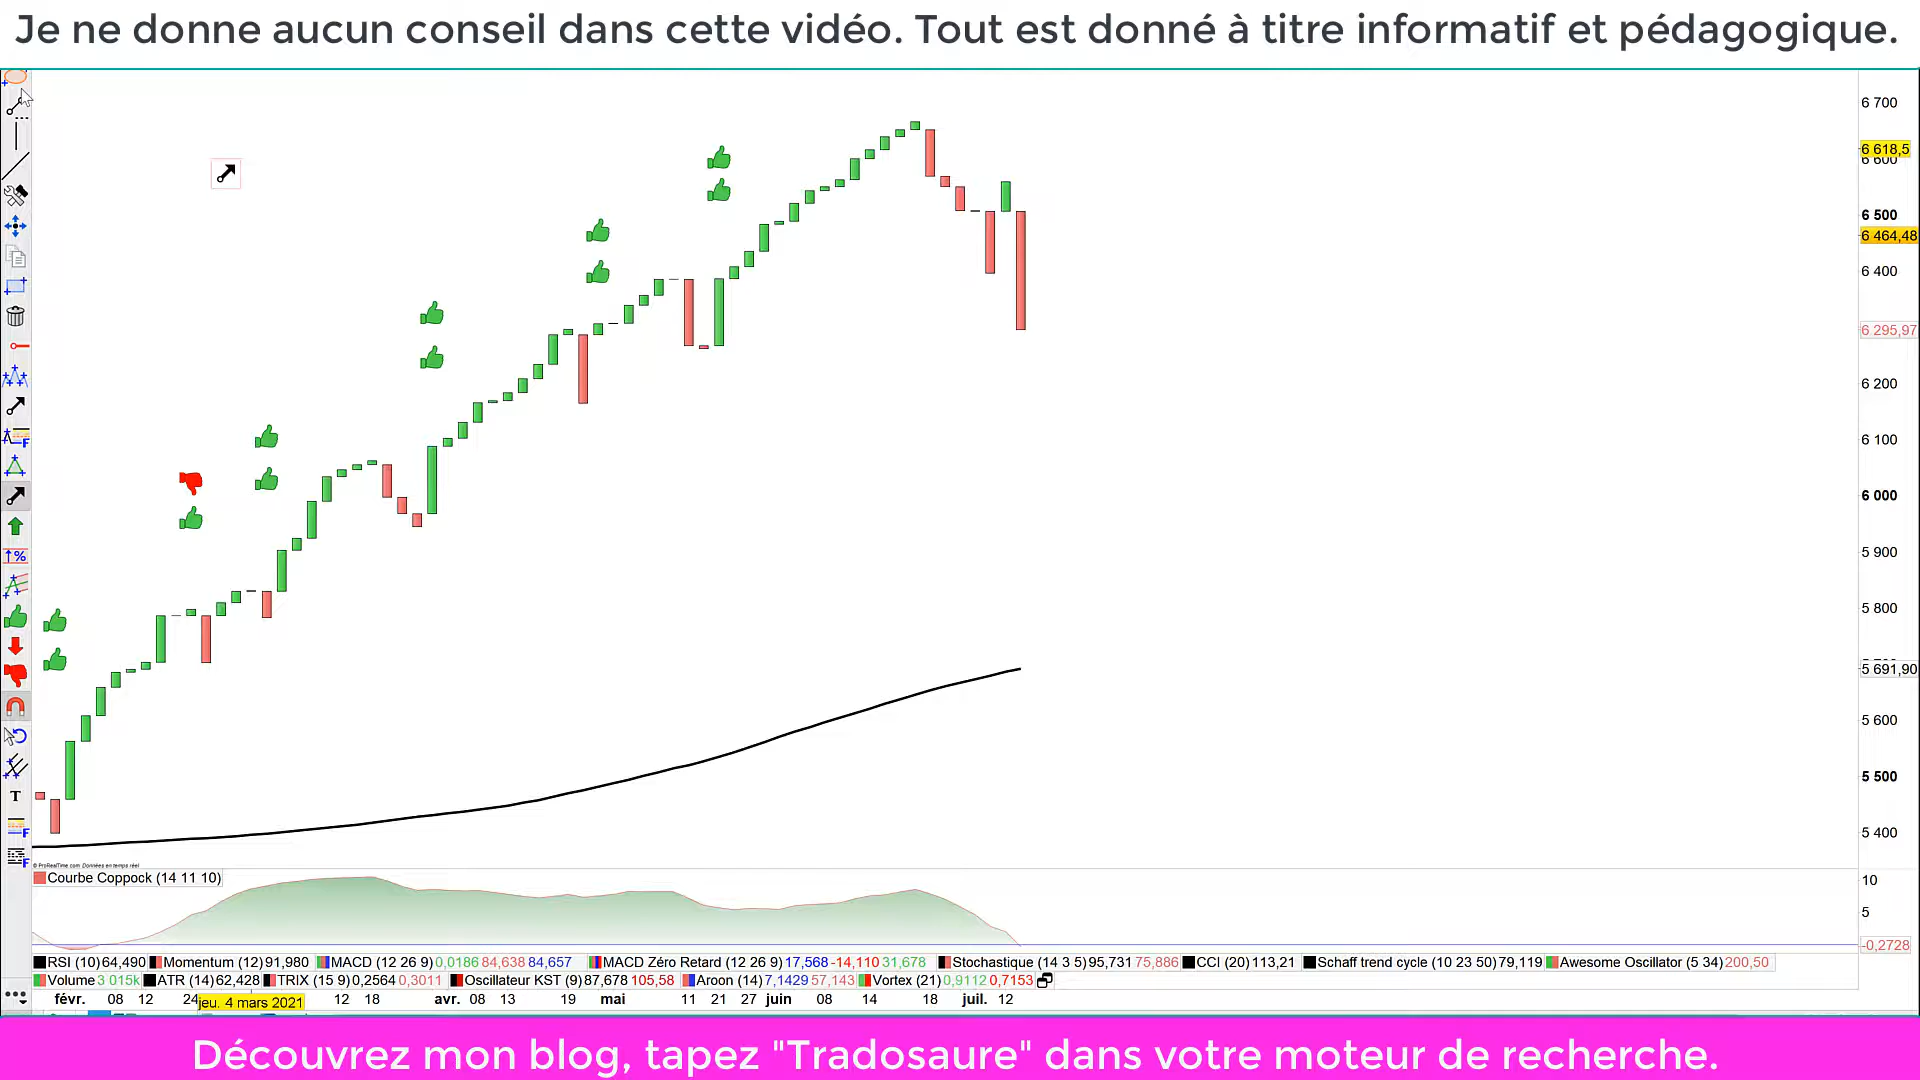 Je ne donne aucun conseil dans cette vidéo. Tout est donné à titre informatif et pédagogique.
6 700
6 618,5
6 600
6 500
6 464,48
6 400
6 295,97
6 200
6 100
6 000
5 900
5 800
5 691,90
5 600
5 500
5 400
© ProRealTime.com Données en temps réel
Courbe Coppock (14 11 10)
10
5
-0,2728
RSI (10) 64,490 Momentum (12) 91,980 MACD (12 26 9) 0,0186 84,638 84,657 MACD Zéro Retard (12 26 9) 17,568 -14,110 31,678 Stochastique (14 3 5) 95,731 75,886 CCI (20) 113,21 Schaff trend cycle (10 23 50) 79,119 Awesome Oscillator (5 34) 200,50
Volume 3 015k ATR (14) 62,428 TRIX (15 9) 0,2564 0,3011 Oscillateur KST (9) 87,678 105,58 Aroon (14) 7,1429 57,143 Vortex (21) 0,9112 0,7153
févr. 08 12 24 jeu. 4 mars 2021 12 18 avr. 08 13 19 mai 11 21 27 juin 08 14 18 juil. 12
Découvrez mon blog, tapez "Tradosaure" dans votre moteur de recherche.